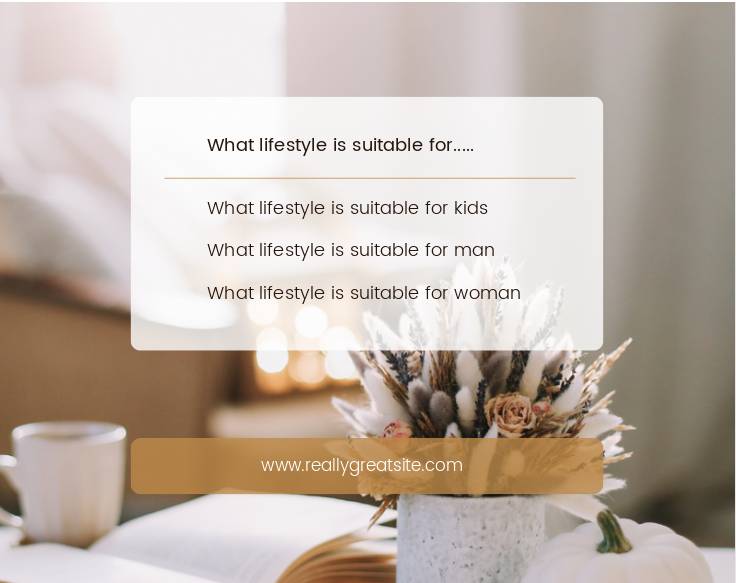 What lifestyle is suitable for.....
What lifestyle is suitable for kids
What lifestyle is suitable for man
What lifestyle is suitable for woman
www.reallygreatsite.com